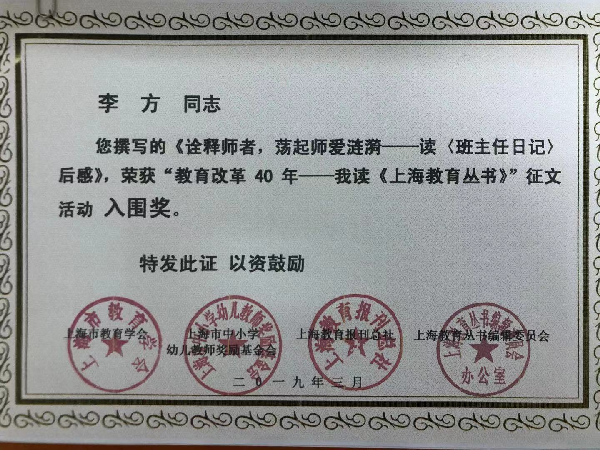 李 方 同志
您撰写的《诠释师者，荡起师爱涟漪——读〈班主任日记〉
后感》，荣获“教育改革 40 年——我读《上海教育丛书》”征文
活动 入围奖。
特发此证 以资鼓励
上海市教育学会 上海市中小学 上海教育报刊总社 上海教育丛书编辑委员会
幼儿教师奖励基金会
办公室
二〇一九年三月